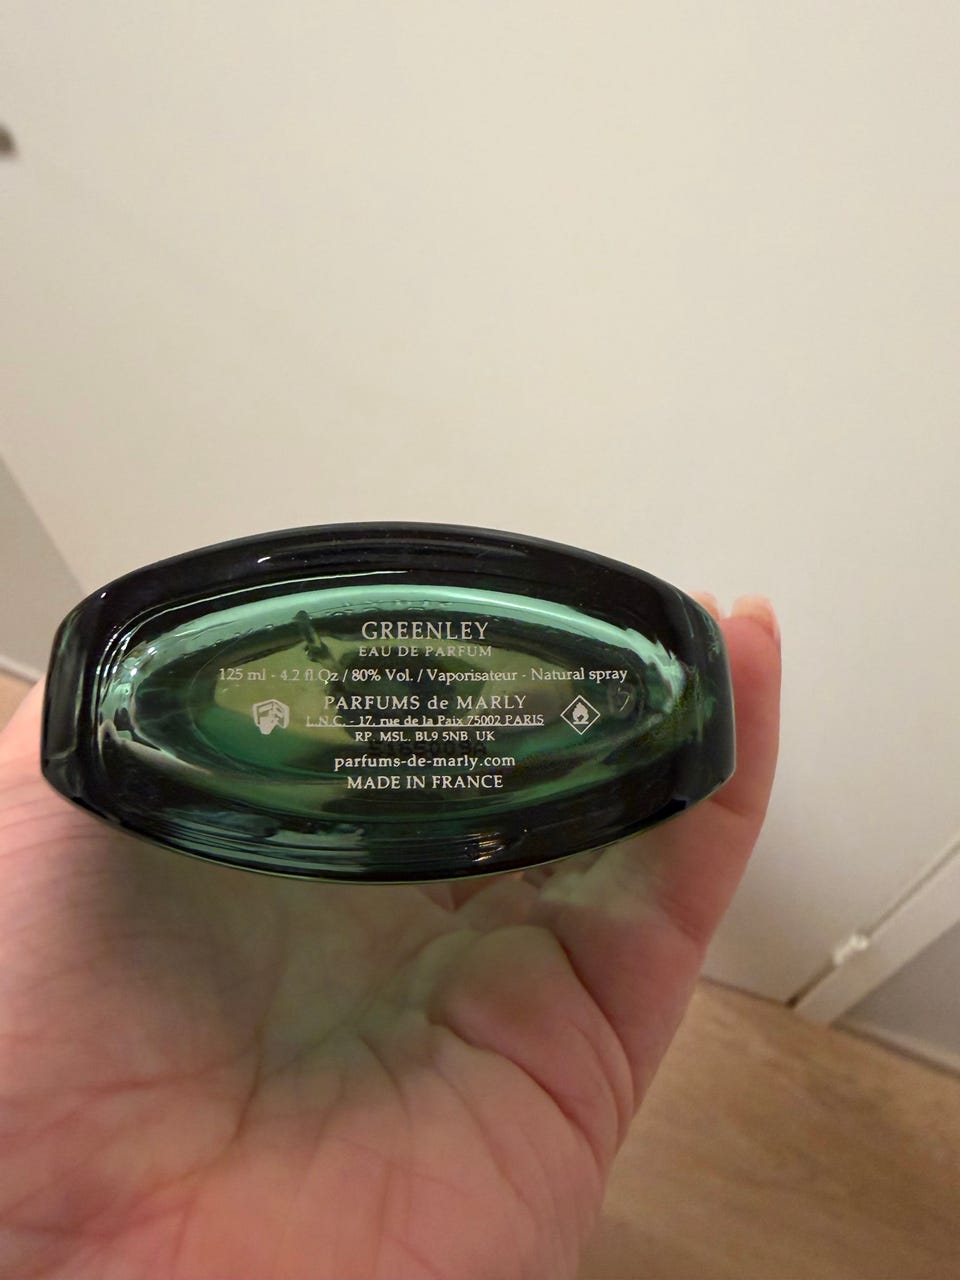 GREENLEY
EAU DE PARFUM
125 ml - 4.2 fl.Oz / 80% Vol. / Vaporisateur - Natural spray
PARFUMS de MARLY
L.N.C. - 17, rue de la Paix 75002 PARIS
RP. MSL. BL9 5NB UK
parfums-de-marly.com
MADE IN FRANCE